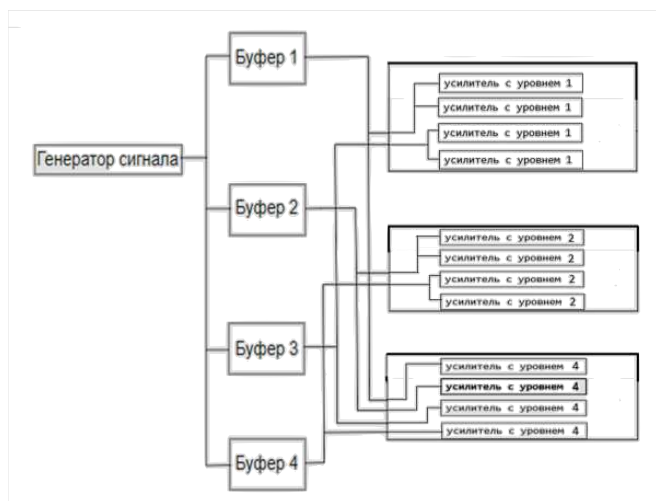 Буфер 1
усилитель с уровнем 1
усилитель с уровнем 1
усилитель с уровнем 1
усилитель с уровнем 1
Генератор сигнала
Буфер 2
усилитель с уровнем 2
усилитель с уровнем 2
усилитель с уровнем 2
усилитель с уровнем 2
Буфер 3
усилитель с уровнем 4
усилитель с уровнем 4
усилитель с уровнем 4
усилитель с уровнем 4
Буфер 4